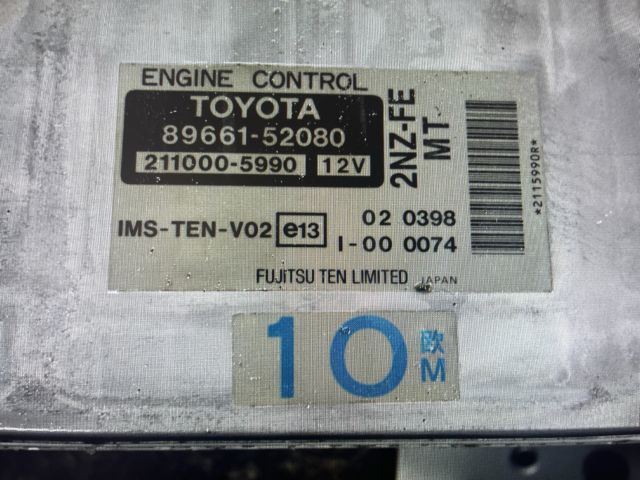 ENGINE CONTROL
TOYOTA
89661-52080
211000-5990 12V
2NZ-FE
MT
*2115990R*
IMS-TEN-V02 e13 02 0398
I-00 0074
FUJITSU TEN LIMITED JAPAN
10 欧M